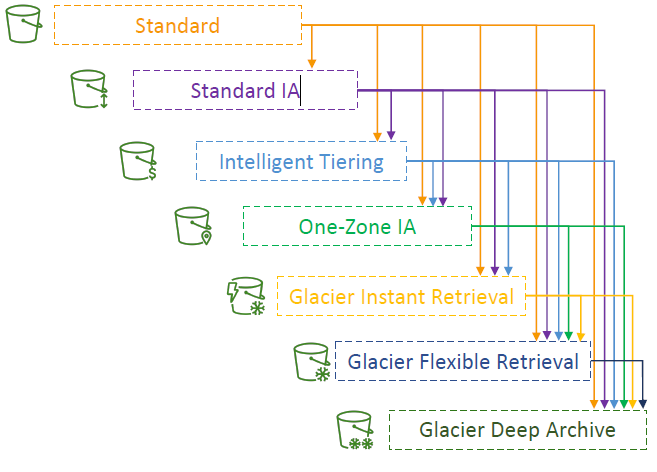 Standard
Standard IA
Intelligent Tiering
One-Zone IA
Glacier Instant Retrieval
Glacier Flexible Retrieval
Glacier Deep Archive